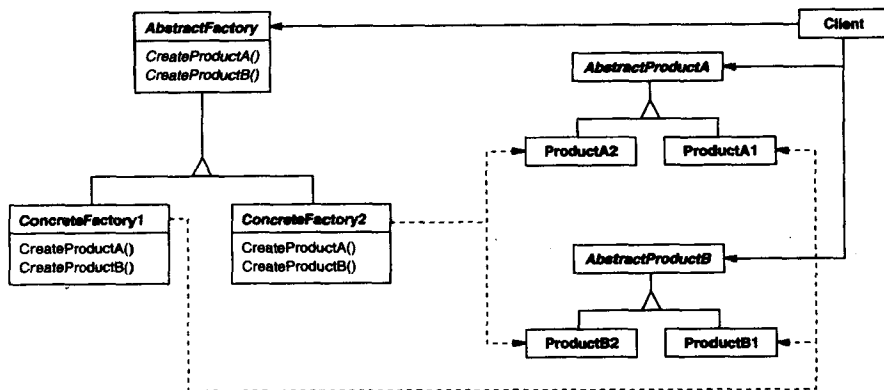 AbstractFactory
CreateProductA()
CreateProductB()
Client
AbstractProductA
ProductA2
ProductA1
ConcreteFactory1
CreateProductA()
CreateProductB()
ConcreteFactory2
CreateProductA()
CreateProductB()
AbstractProductB
ProductB2
ProductB1